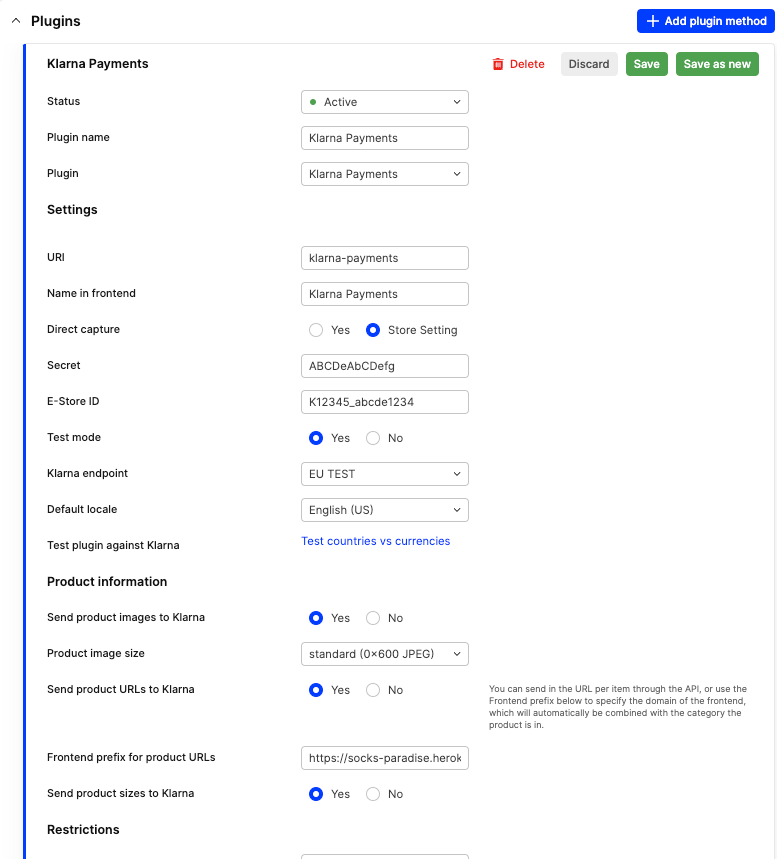 Plugins
Add plugin method
Klarna Payments
Delete
Discard
Save
Save as new
Status
Active
Plugin name
Klarna Payments
Plugin
Klarna Payments
Settings
URI
klarna-payments
Name in frontend
Klarna Payments
Direct capture
Yes
Store Setting
Secret
ABCDeAbCDefg
E-Store ID
K12345_abcde1234
Test mode
Yes
No
Klarna endpoint
EU TEST
Default locale
English (US)
Test plugin against Klarna
Test countries vs currencies
Product information
Send product images to Klarna
Yes
No
Product image size
standard (0x600 JPEG)
Send product URLs to Klarna
Yes
No
You can send in the URL per item through the API, or use the
Frontend prefix below to specify the domain of the frontend,
which will automatically be combined with the category the
product is in.
Frontend prefix for product URLs
https://socks-paradise.herok
Send product sizes to Klarna
Yes
No
Restrictions